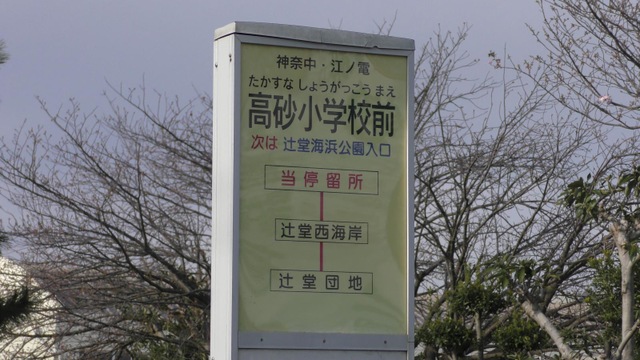 神奈中・江ノ電
たかすな しょうがっこう まえ
高砂小学校前
次は 辻堂海浜公園入口
当停留所
辻堂西海岸
辻堂団地